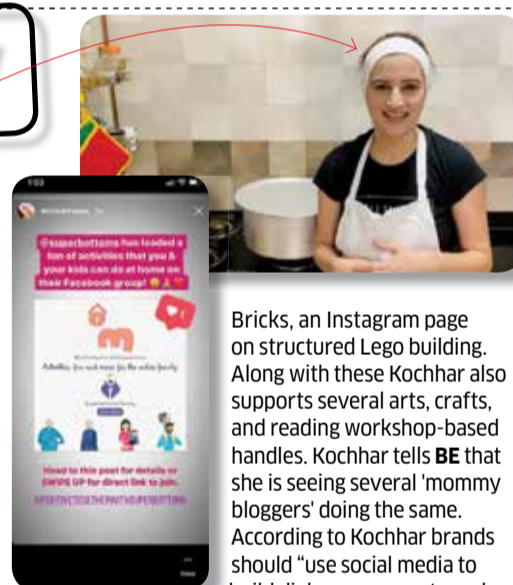 1:03
@superbottoms has loaded a
ton of activities that you &
your kids can do at home on
their Facebook group!
Activities, fun and more for the entire family
Head to this post for details or
SWIPE UP for direct link to join.
Bricks, an Instagram page
on structured Lego building.
Along with these Kochhar also
supports several arts, crafts,
and reading workshop-based
handles. Kochhar tells BE that
she is seeing several 'mommy
bloggers' doing the same.
According to Kochhar brands
should “use social media to